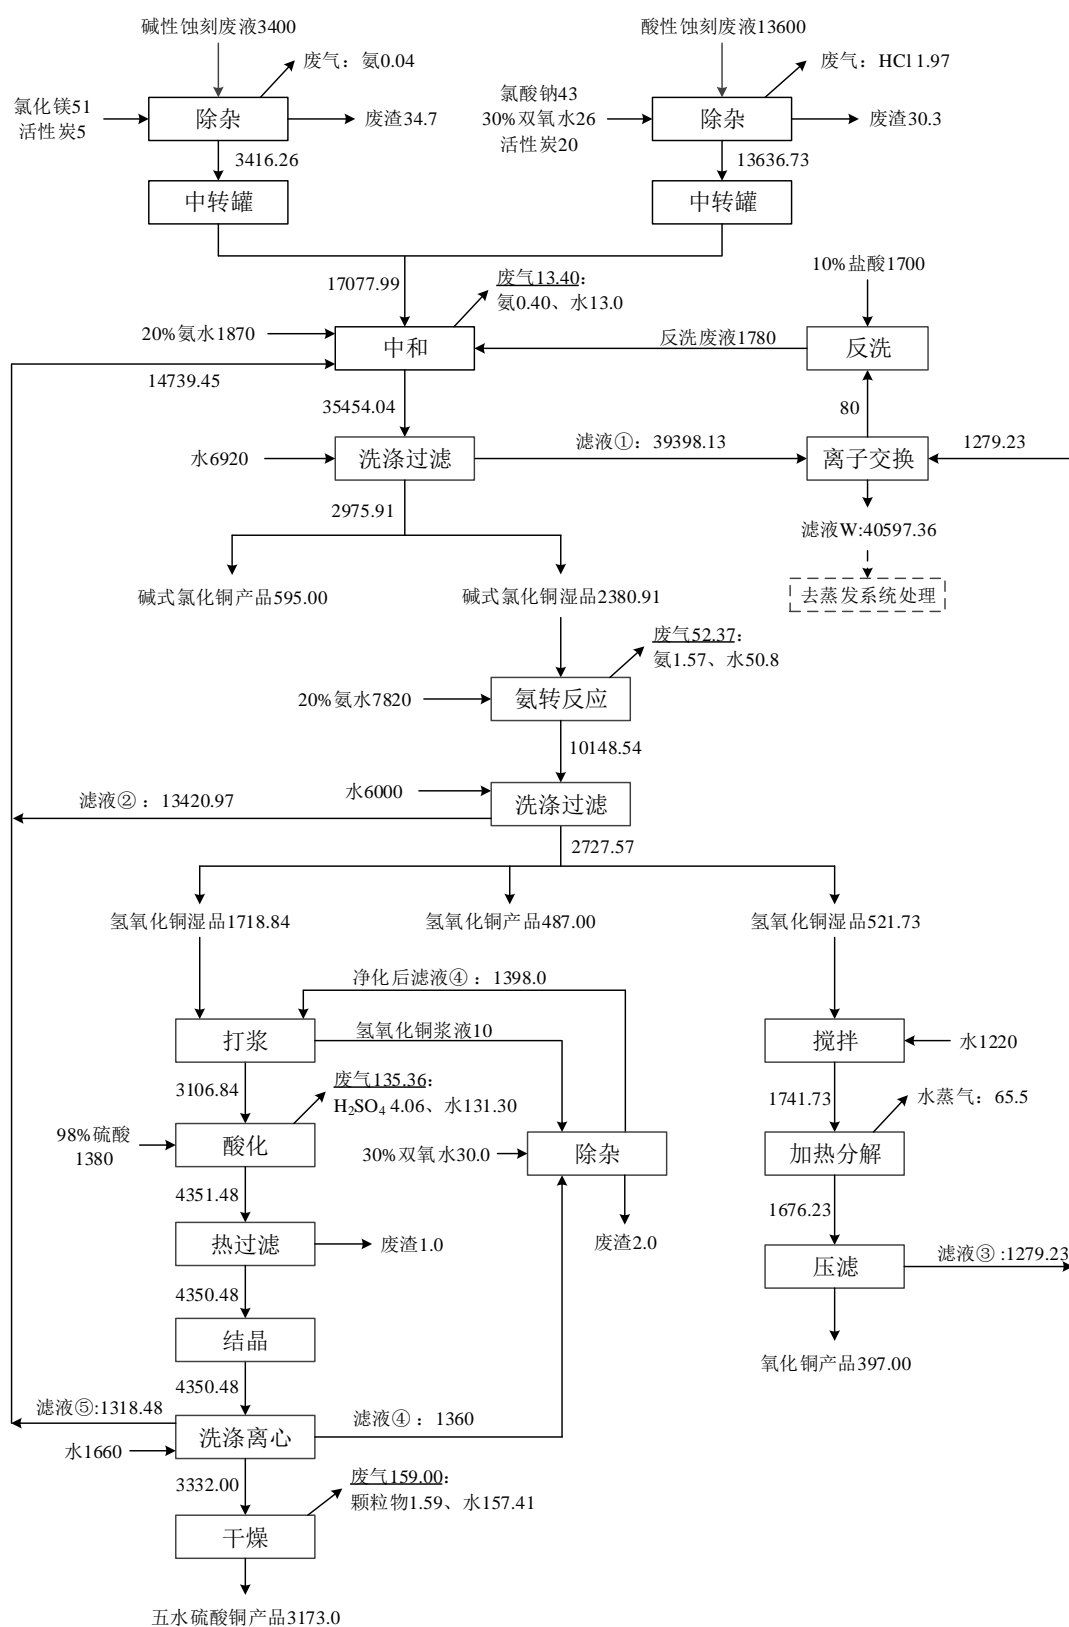 碱性蚀刻废液3400
酸性蚀刻废液13600
废气：氨0.04
废气：HCl 1.97
氯化镁51
活性炭5
除杂
废渣34.7
氯酸钠43
30%双氧水26
活性炭20
除杂
废渣30.3
3416.26
13636.73
中转罐
中转罐
17077.99
废气13.40：
氨0.40、水13.0
10%盐酸1700
20%氨水1870
中和
反洗废液1780
反洗
14739.45
35454.04
80
水6920
洗涤过滤
滤液①：39398.13
离子交换
1279.23
2975.91
滤液W:40597.36
碱式氯化铜产品595.00
碱式氯化铜湿品2380.91
去蒸发系统处理
废气52.37：
氨1.57、水50.8
20%氨水7820
氨转反应
10148.54
水6000
洗涤过滤
滤液②：13420.97
2727.57
氢氧化铜湿品1718.84
氢氧化铜产品487.00
氢氧化铜湿品521.73
净化后滤液④：1398.0
打浆
氢氧化铜浆液10
搅拌
水1220
3106.84
废气135.36：
H₂SO₄ 4.06、水131.30
1741.73
水蒸气：65.5
98%硫酸
1380
酸化
30%双氧水30.0
除杂
加热分解
4351.48
1676.23
热过滤
废渣1.0
废渣2.0
压滤
滤液③:1279.23
4350.48
结晶
氧化铜产品397.00
4350.48
滤液⑤:1318.48
洗涤离心
滤液④：1360
水1660
3332.00
废气159.00：
颗粒物1.59、水157.41
干燥
五水硫酸铜产品3173.0